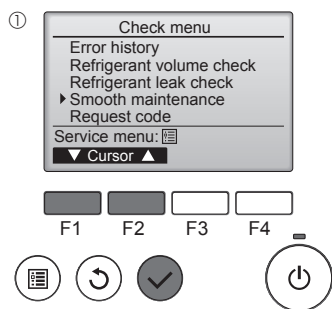 ①
Check menu
Error history
Refrigerant volume check
Refrigerant leak check
Smooth maintenance
Request code
Service menu:
▼ Cursor ▲
F1 F2 F3 F4